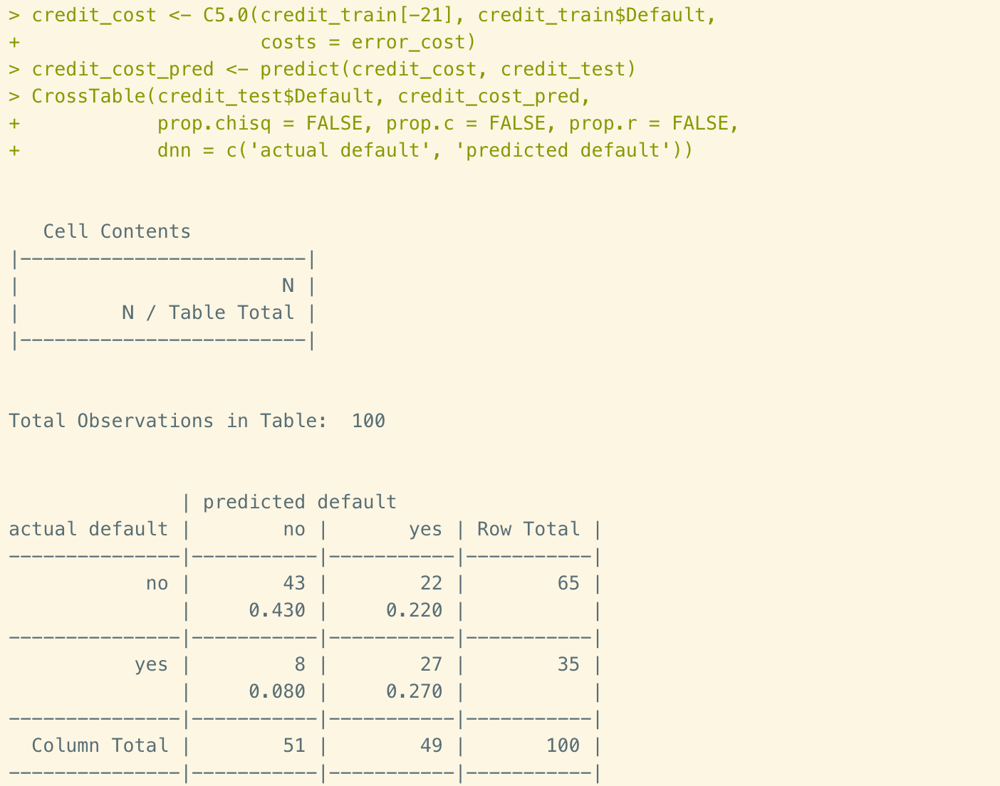 > credit_cost <- C5.0(credit_train[-21], credit_train$Default,
+                     costs = error_cost)
> credit_cost_pred <- predict(credit_cost, credit_test)
> CrossTable(credit_test$Default, credit_cost_pred,
+            prop.chisq = FALSE, prop.c = FALSE, prop.r = FALSE,
+            dnn = c('actual default', 'predicted default'))
   Cell Contents
|-------------------------|
|                       N |
|         N / Table Total |
|-------------------------|
Total Observations in Table:  100
               | predicted default
actual default |        no |       yes | Row Total |
---------------|-----------|-----------|-----------|
            no |        43 |        22 |        65 |
               |     0.430 |     0.220 |           |
---------------|-----------|-----------|-----------|
           yes |         8 |        27 |        35 |
               |     0.080 |     0.270 |           |
---------------|-----------|-----------|-----------|
  Column Total |        51 |        49 |       100 |
---------------|-----------|-----------|-----------|